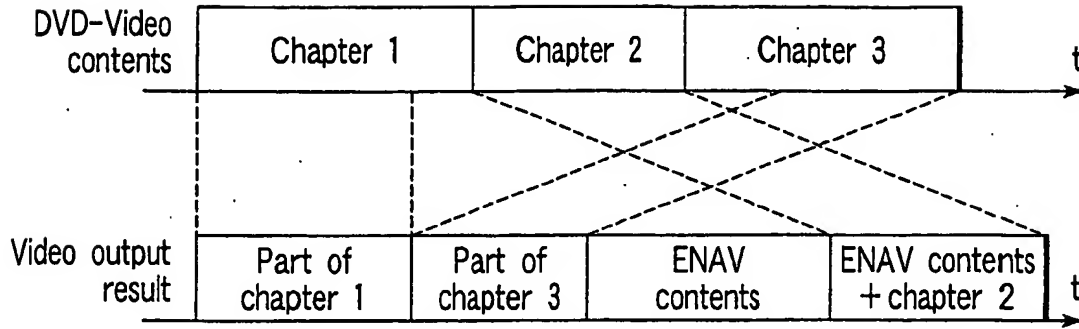 DVD-Video
contents
Chapter 1
Chapter 2
Chapter 3
t
Video output
result
Part of
chapter 1
Part of
chapter 3
ENAV
contents
ENAV contents
+ chapter 2
t